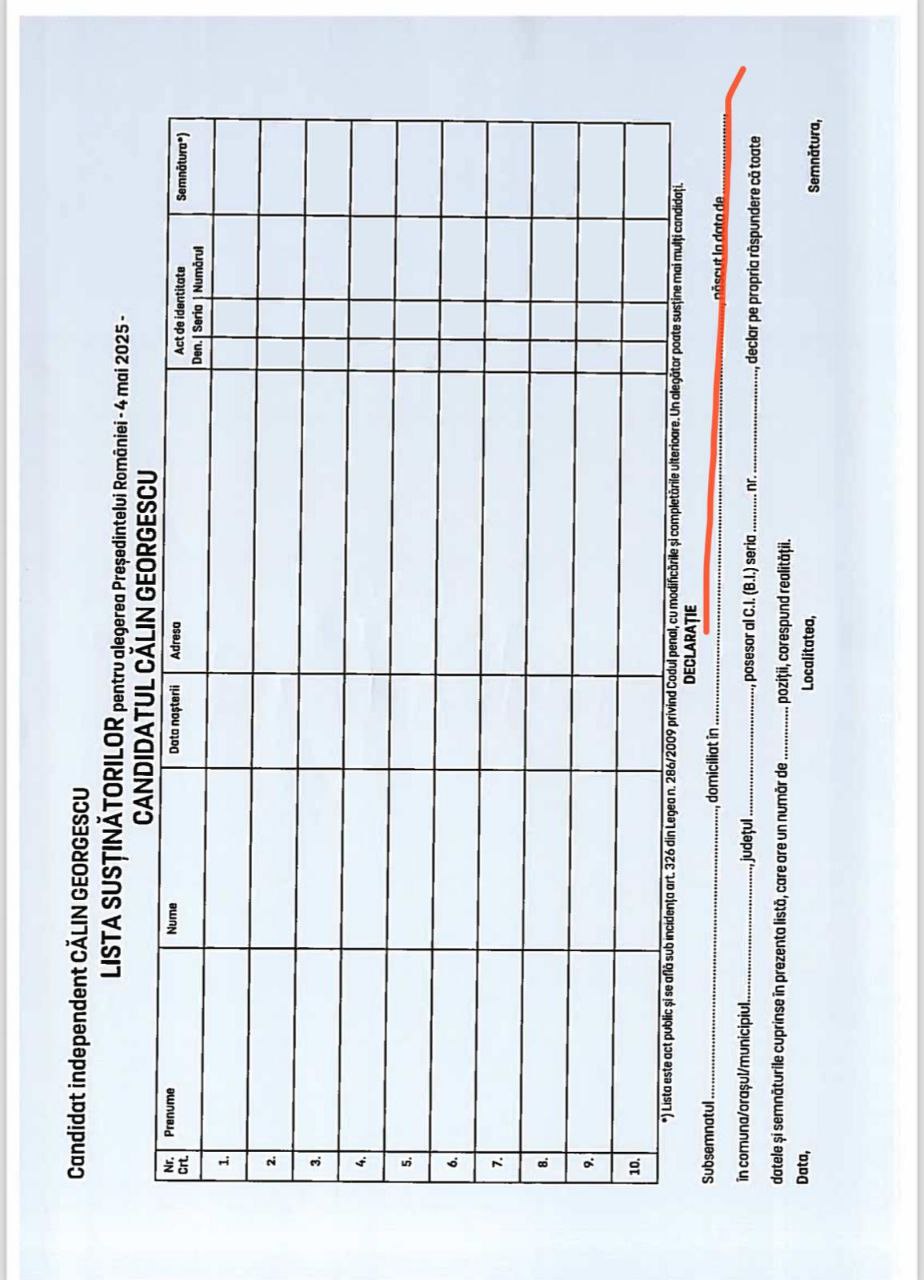 Candidat independent CĂLIN GEORGESCU
LISTA SUSȚINĂTORILOR pentru alegerea Președintelui României - 4 mai 2025 -
CANDIDATUL CĂLIN GEORGESCU
Nr. Crt. Prenume Nume Data nașterii Adresa Act de identitate Semnătura*)
Den. Seria Numărul
1.
2.
3.
4.
5.
6.
7.
8.
9.
10.
*) Lista este act public și se află sub incidența art. 326 din Legea n. 286/2009 privind Codul penal, cu modificările și completările ulterioare. Un alegător poate susține mai mulți candidați.
DECLARAȚIE
Subsemnatul ................................, domiciliat în ................................, născut la data de ................
în comuna/orașul/municipiul................, județul ................, posesor al C.I. (B.I.) seria ......... nr. ................, declar pe propria răspundere că toate
datele și semnăturile cuprinse în prezenta listă, care are un număr de ........... poziții, corespund realității.
Data, Localitatea, Semnătura,